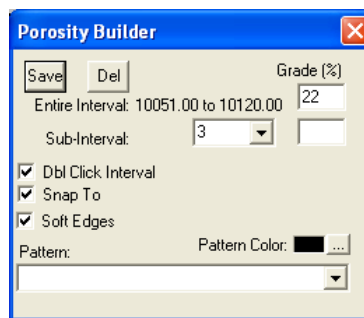 Porosity Builder
Save Del Grade (%)
Entire Interval: 10051.00 to 10120.00 22
Sub-Interval: 3
Dbl Click Interval
Snap To
Soft Edges
Pattern: Pattern Color: ...